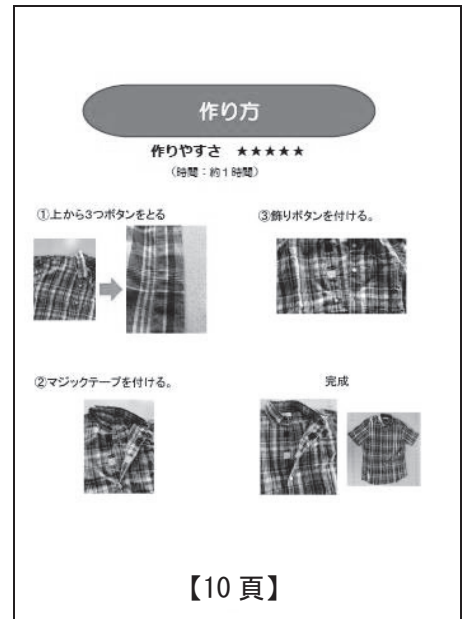 作り方
作りやすさ ★★★★★
（時間：約１時間）
①上から3つボタンをとる
②マジックテープを付ける。
③飾りボタンを付ける。
完成
【10 頁】